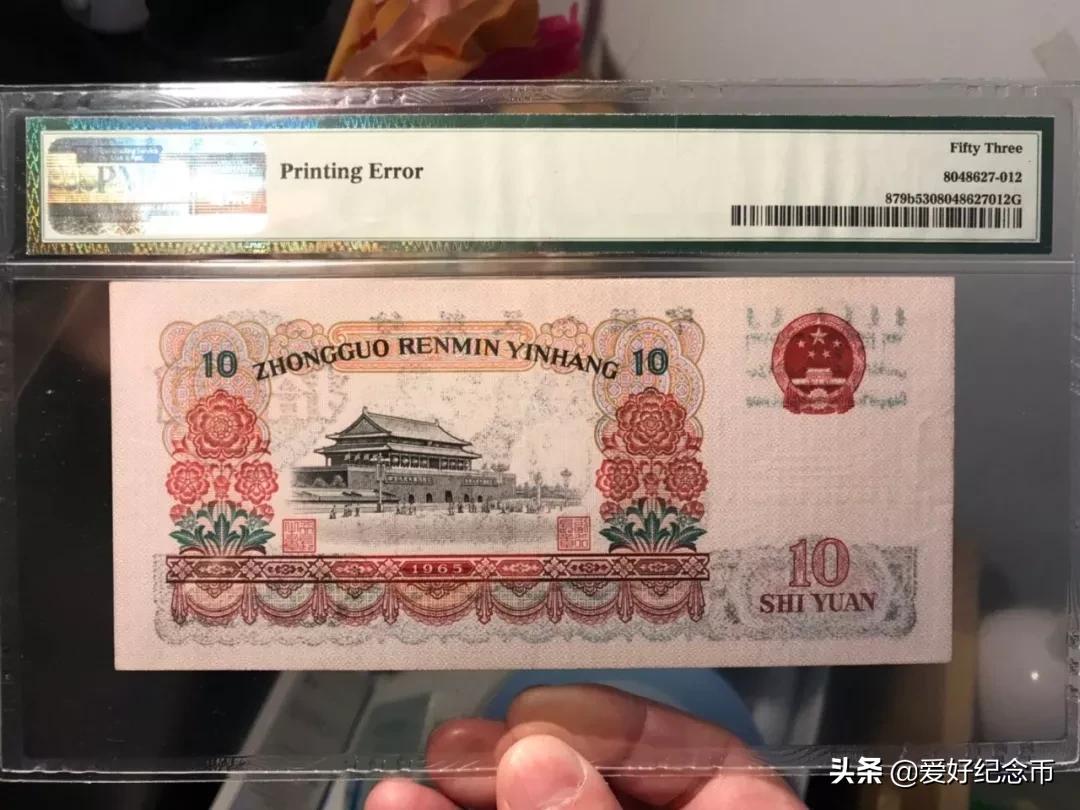 Printing Error
Fifty Three
8048627-012
879b5308048627012G
10 ZHONGGUO RENMIN YINHANG 10
1965
10
SHI YUAN
头条 @爱好纪念币